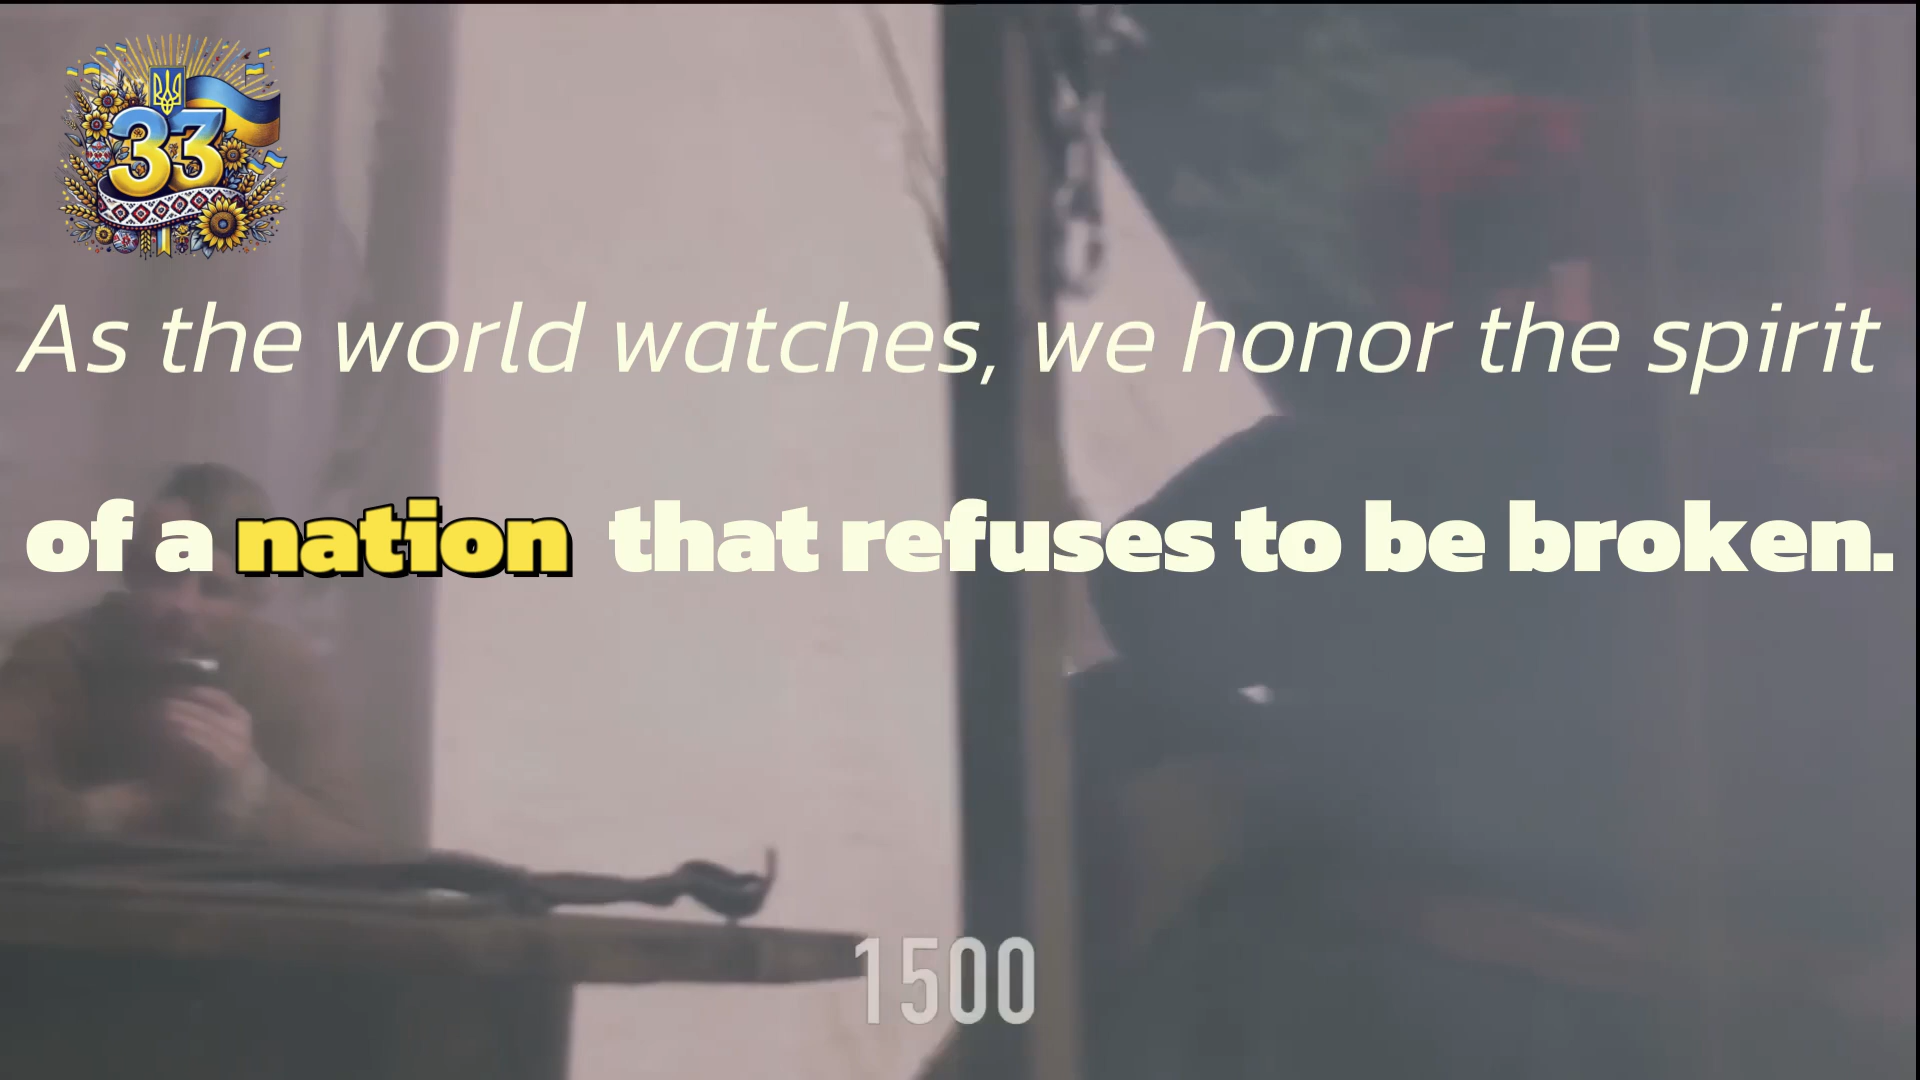 33
As the world watches, we honor the spirit
of a nation that refuses to be broken.
1500